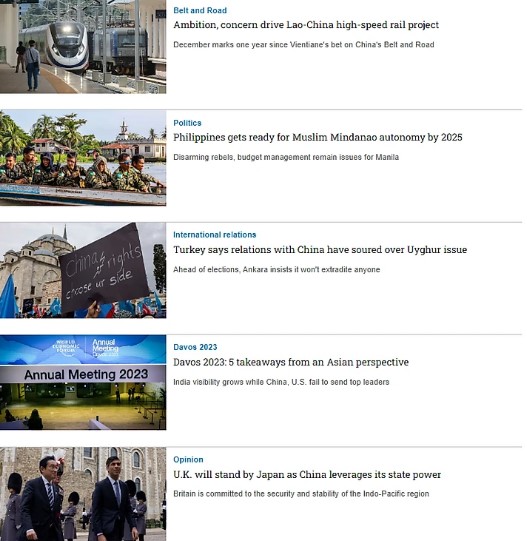 Belt and Road
Ambition, concern drive Lao-China high-speed rail project
December marks one year since Vientiane's bet on China's Belt and Road
Politics
Philippines gets ready for Muslim Mindanao autonomy by 2025
Disarming rebels, budget management remain issues for Manila
International relations
Turkey says relations with China have soured over Uyghur issue
Ahead of elections, Ankara insists it won't extradite anyone
China
rights
choose ur side
Davos 2023
Davos 2023: 5 takeaways from an Asian perspective
India visibility grows while China, U.S. fail to send top leaders
WORLD
ECONOMIC
FORUM
Annual
Meeting
Annual Meeting 2023
Opinion
U.K. will stand by Japan as China leverages its state power
Britain is committed to the security and stability of the Indo-Pacific region